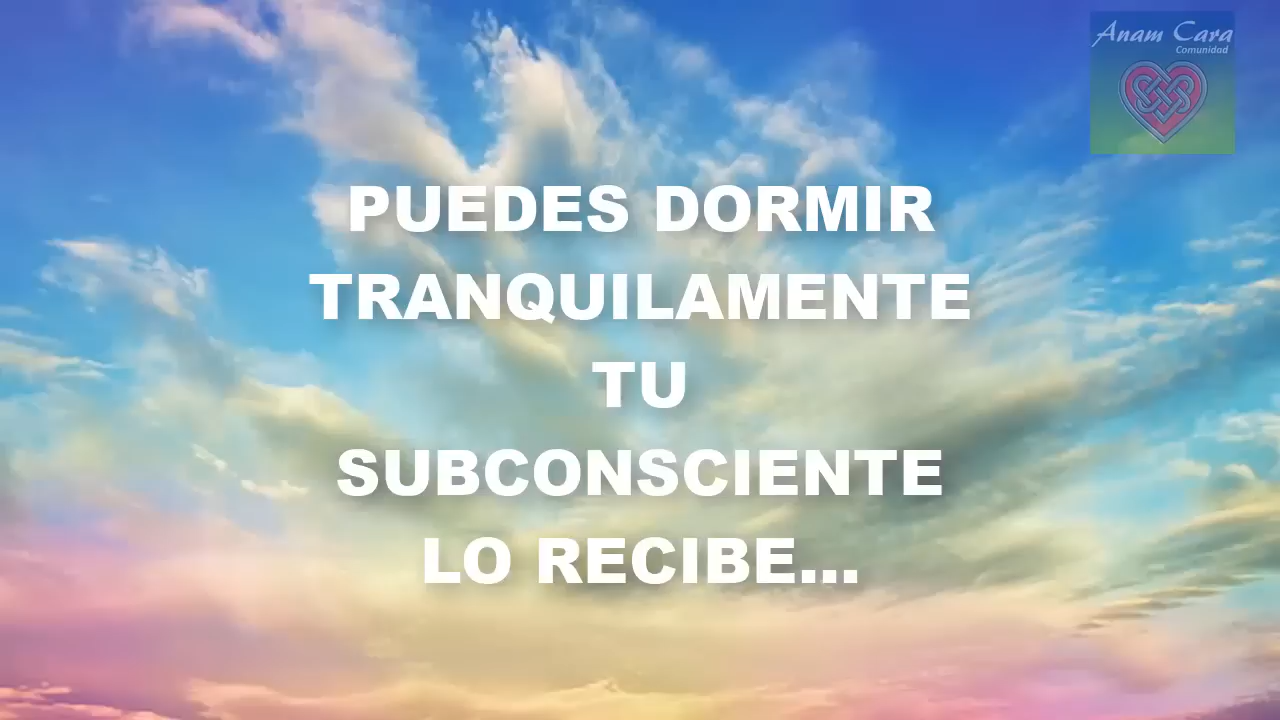 Anam Cara
Comunidad
PUEDES DORMIR
TRANQUILAMENTE
TU
SUBCONSCIENTE
LO RECIBE...